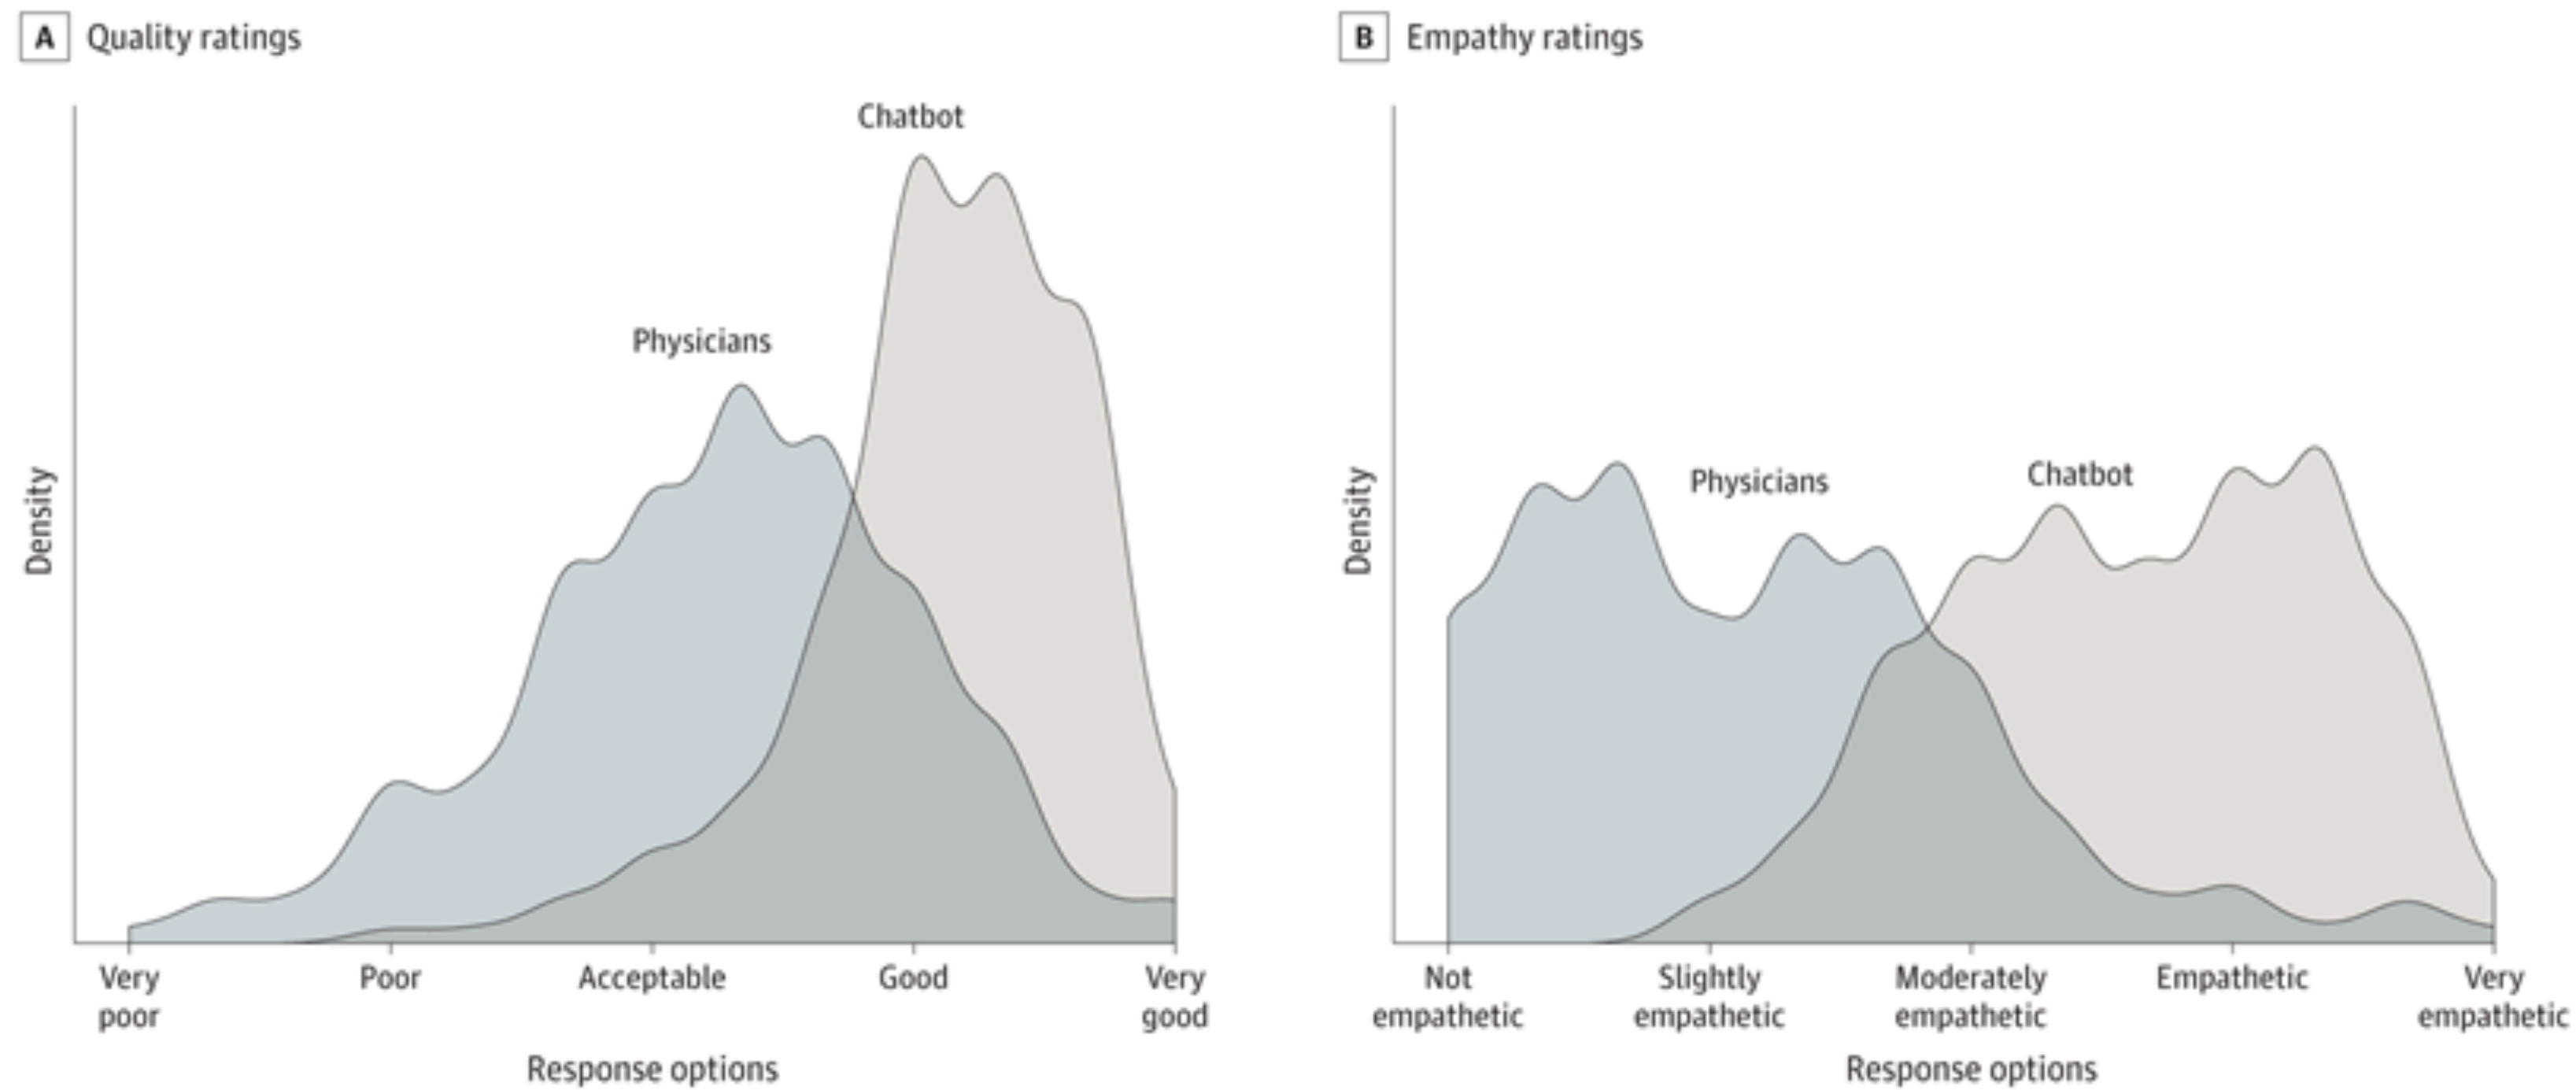 A Quality ratings
Chatbot
Physicians
Density
Very poor
Poor
Acceptable
Good
Very good
Response options
B Empathy ratings
Physicians
Chatbot
Density
Not empathetic
Slightly empathetic
Moderately empathetic
Empathetic
Very empathetic
Response options